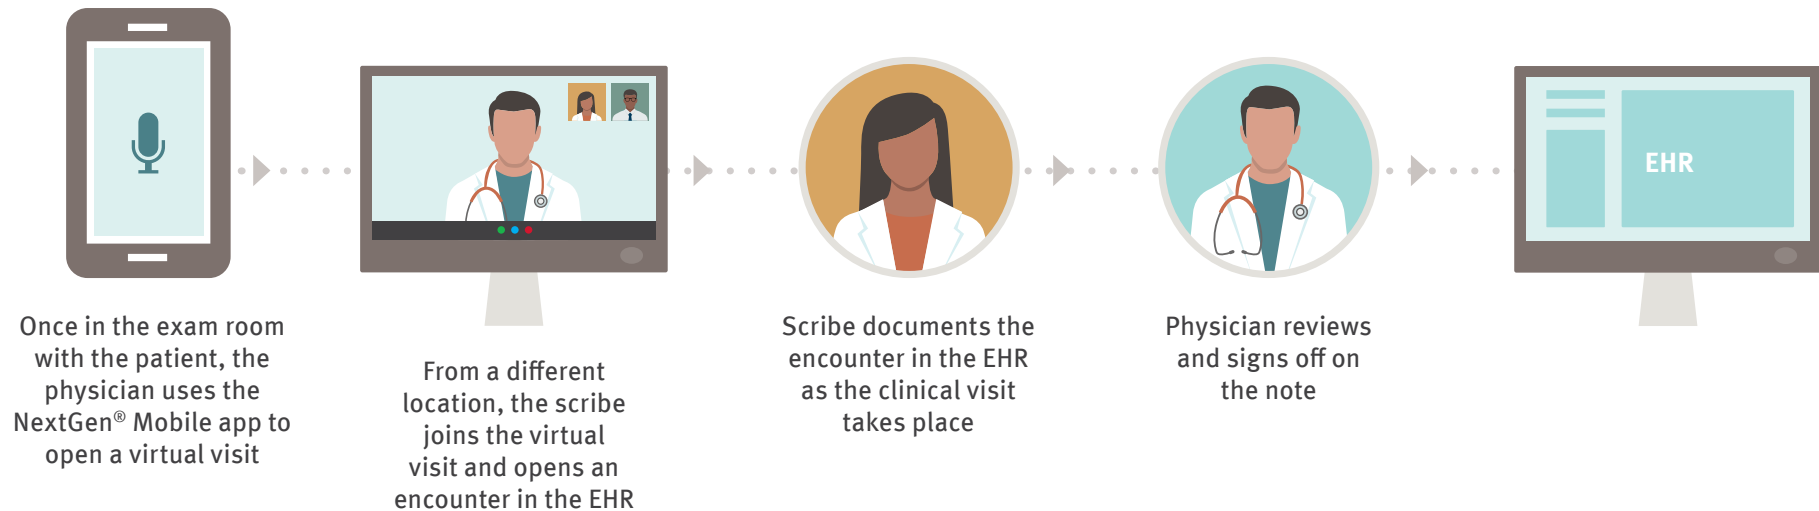 Once in the exam room
with the patient, the
physician uses the
NextGen® Mobile app to
open a virtual visit
From a different
location, the scribe
joins the virtual
visit and opens an
encounter in the EHR
Scribe documents the
encounter in the EHR
as the clinical visit
takes place
Physician reviews
and signs off on
the note
EHR